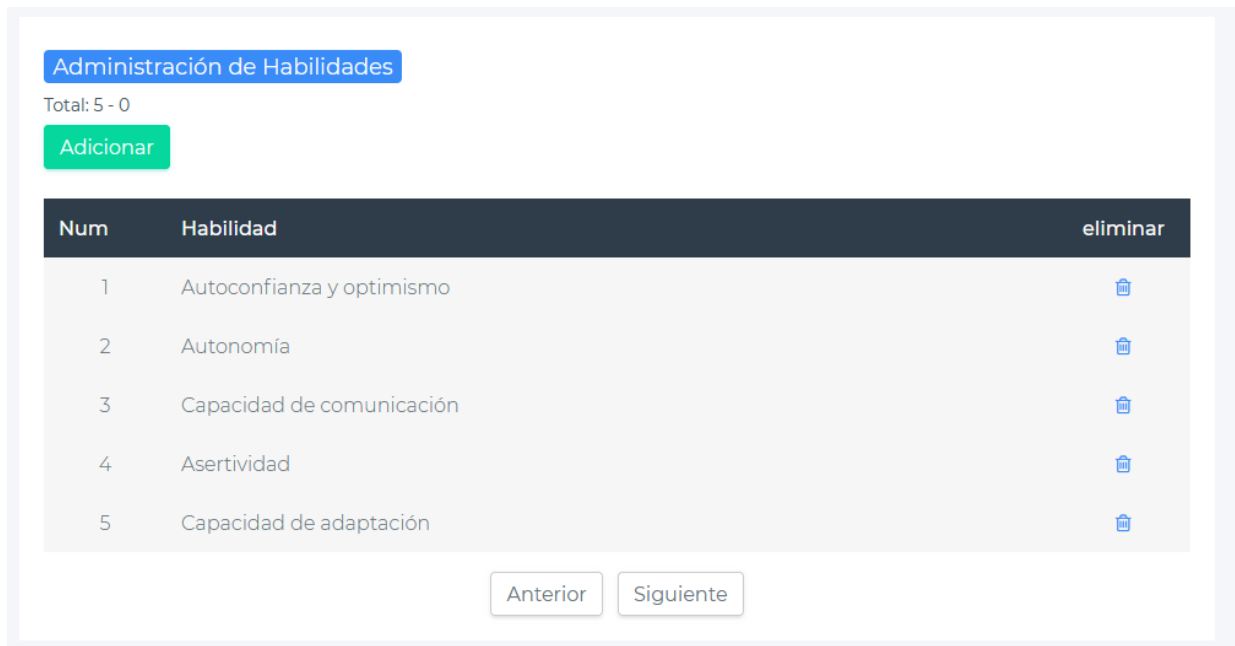 Administración de Habilidades
Total: 5 - 0
Adicionar
Num Habilidad eliminar
1 Autoconfianza y optimismo
2 Autonomía
3 Capacidad de comunicación
4 Asertividad
5 Capacidad de adaptación
Anterior Siguiente